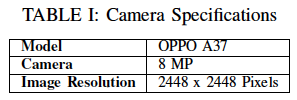 TABLE I: Camera Specifications
Model OPPO A37
Camera 8 MP
Image Resolution 2448 x 2448 Pixels